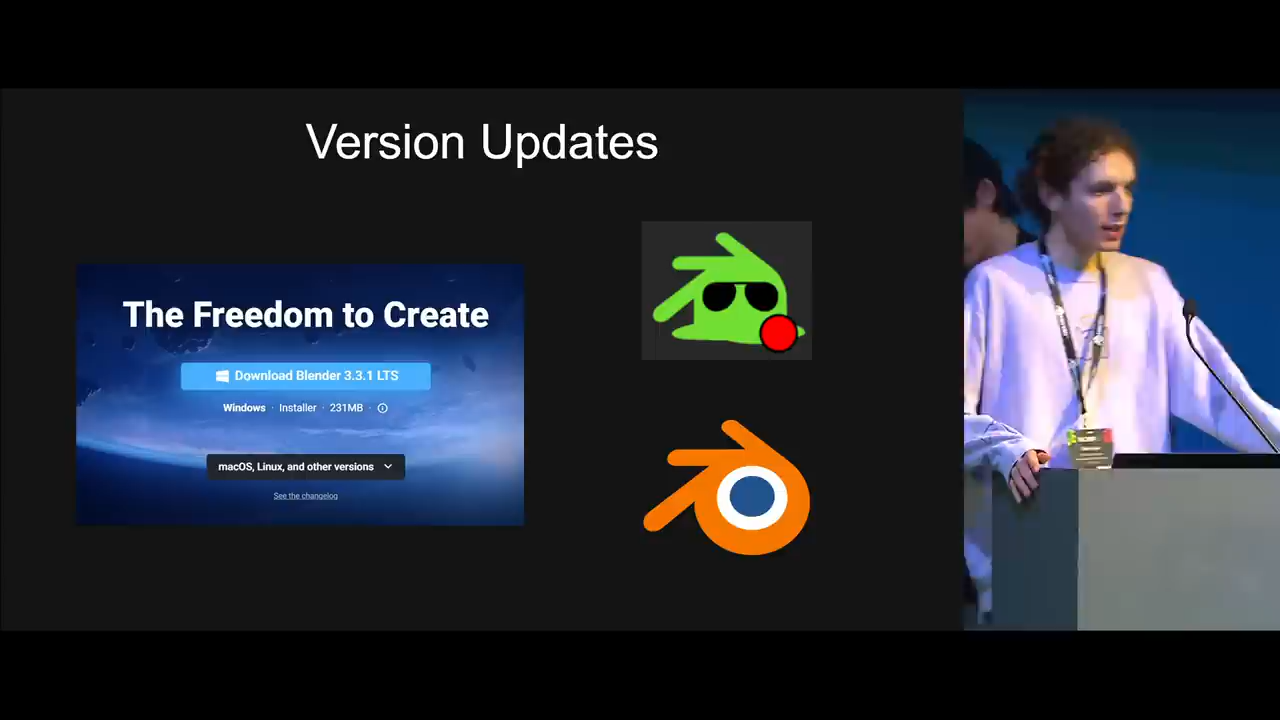 Version Updates
The Freedom to Create
Download Blender 3.3.1 LTS
Windows · Installer · 231MB ·
macOS, Linux, and other versions
See the changelog